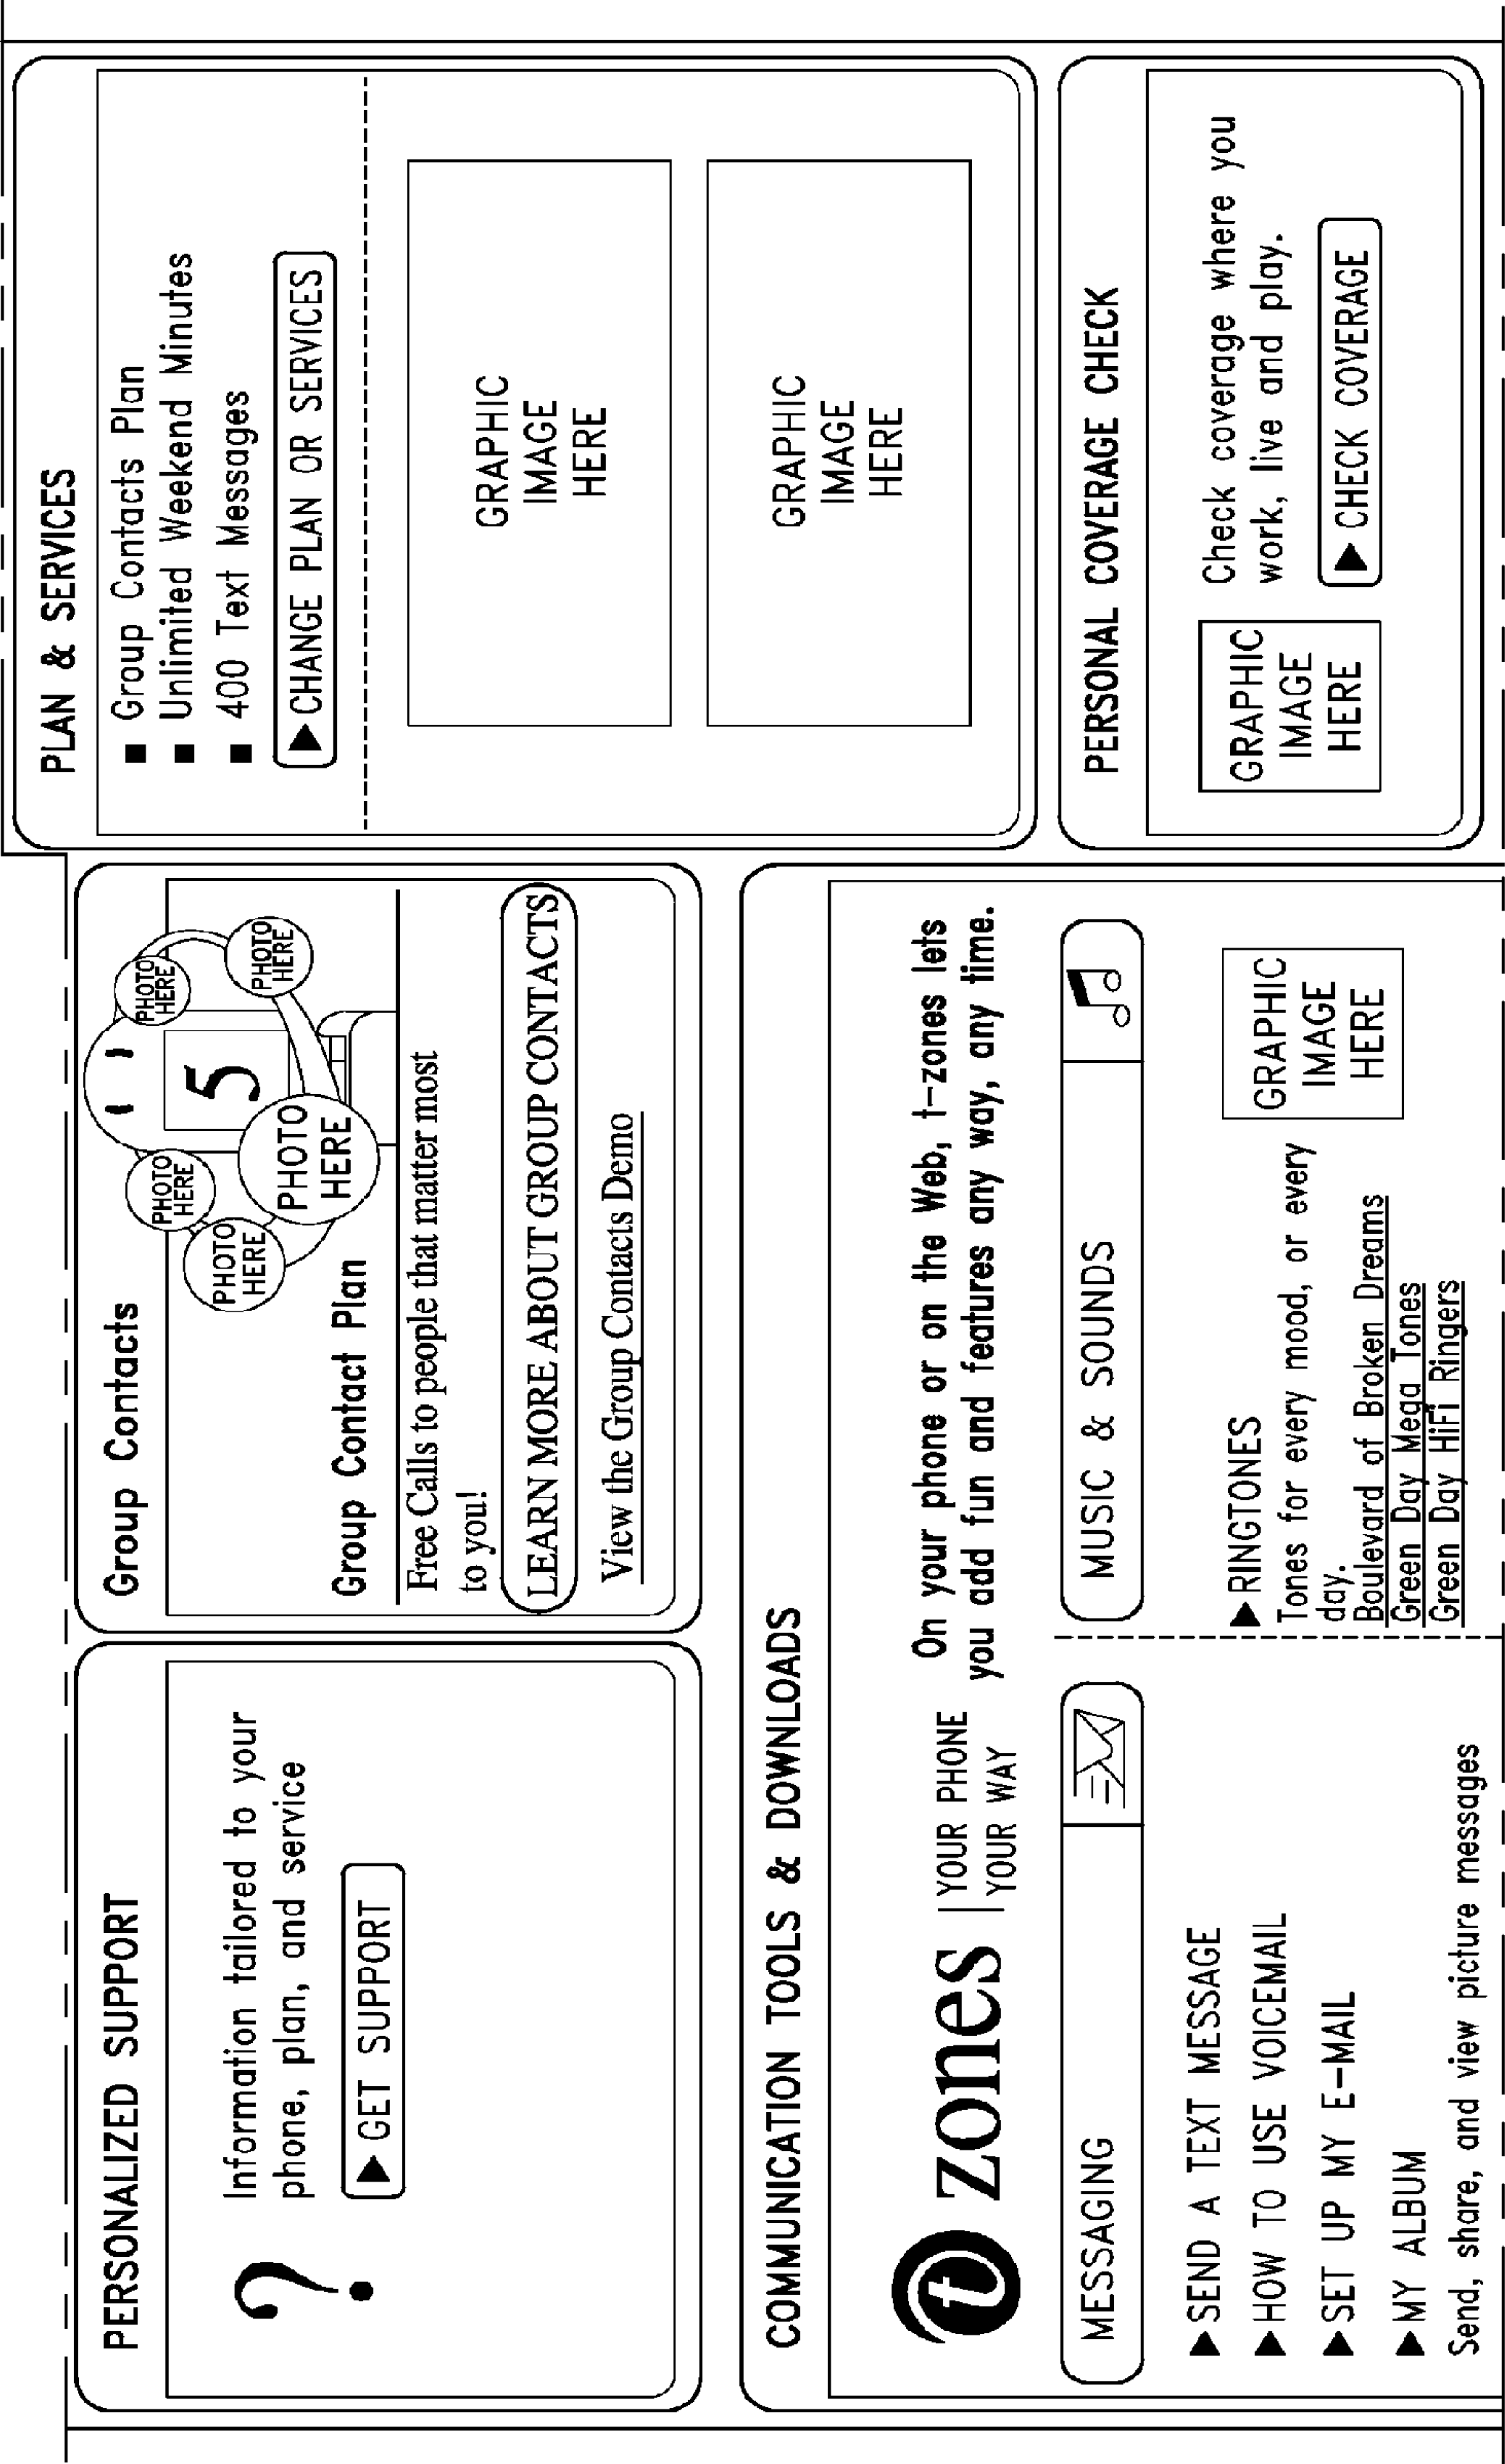 PERSONALIZED SUPPORT
?
Information tailored to your
phone, plan, and service
▶ GET SUPPORT
Group Contacts
PHOTO
HERE
PHOTO
HERE
5
PHOTO
HERE
PHOTO
HERE
PHOTO
HERE
Group Contact Plan
Free Calls to people that matter most
to you!
LEARN MORE ABOUT GROUP CONTACTS
View the Group Contacts Demo
PLAN & SERVICES
■ Group Contacts Plan
■ Unlimited Weekend Minutes
■ 400 Text Messages
▶ CHANGE PLAN OR SERVICES
GRAPHIC
IMAGE
HERE
GRAPHIC
IMAGE
HERE
COMMUNICATION TOOLS & DOWNLOADS
t zones
YOUR PHONE
YOUR WAY
On your phone or on the Web, t-zones lets
you add fun and features any way, any time.
MESSAGING
▶ SEND A TEXT MESSAGE
▶ HOW TO USE VOICEMAIL
▶ SET UP MY E-MAIL
▶ MY ALBUM
Send, share, and view picture messages
MUSIC & SOUNDS
▶ RINGTONES
Tones for every mood, or every
day.
Boulevard of Broken Dreams
Green Day Mega Tones
Green Day HiFi Ringers
GRAPHIC
IMAGE
HERE
PERSONAL COVERAGE CHECK
GRAPHIC
IMAGE
HERE
Check coverage where you
work, live and play.
▶ CHECK COVERAGE